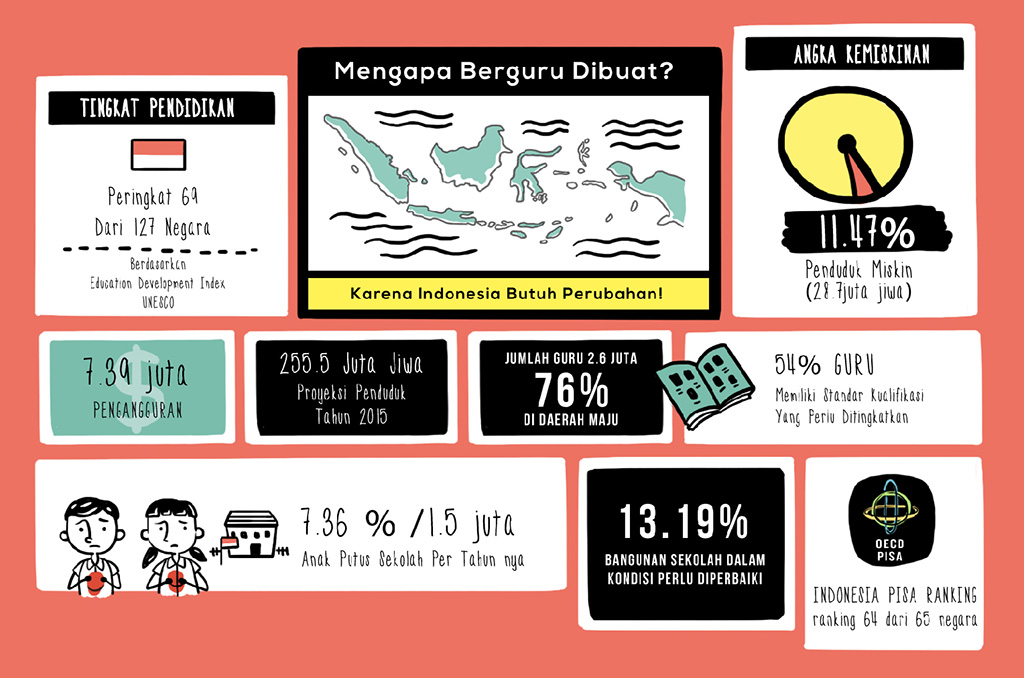 TINGKAT PENDIDIKAN
Peringkat 69
Dari 127 Negara
Berdasarkan
Education Development Index
UNESCO
Mengapa Berguru Dibuat?
Karena Indonesia Butuh Perubahan!
ANGKA KEMISKINAN
11.47%
Penduduk Miskin
(28.7juta jiwa)
7.39 juta
$
PENGANGGURAN
255.5 Juta Jiwa
Proyeksi Penduduk
Tahun 2015
JUMLAH GURU 2.6 JUTA
76%
DI DAERAH MAJU
54% GURU
Memiliki Standar Kualifikasi
Yang Perlu Ditingkatkan
7.36 % /1.5 juta
Anak Putus Sekolah Per Tahun nya
13.19%
BANGUNAN SEKOLAH DALAM
KONDISI PERLU DIPERBAIKI
OECD
PISA
INDONESIA PISA RANKING
ranking 64 dari 65 negara